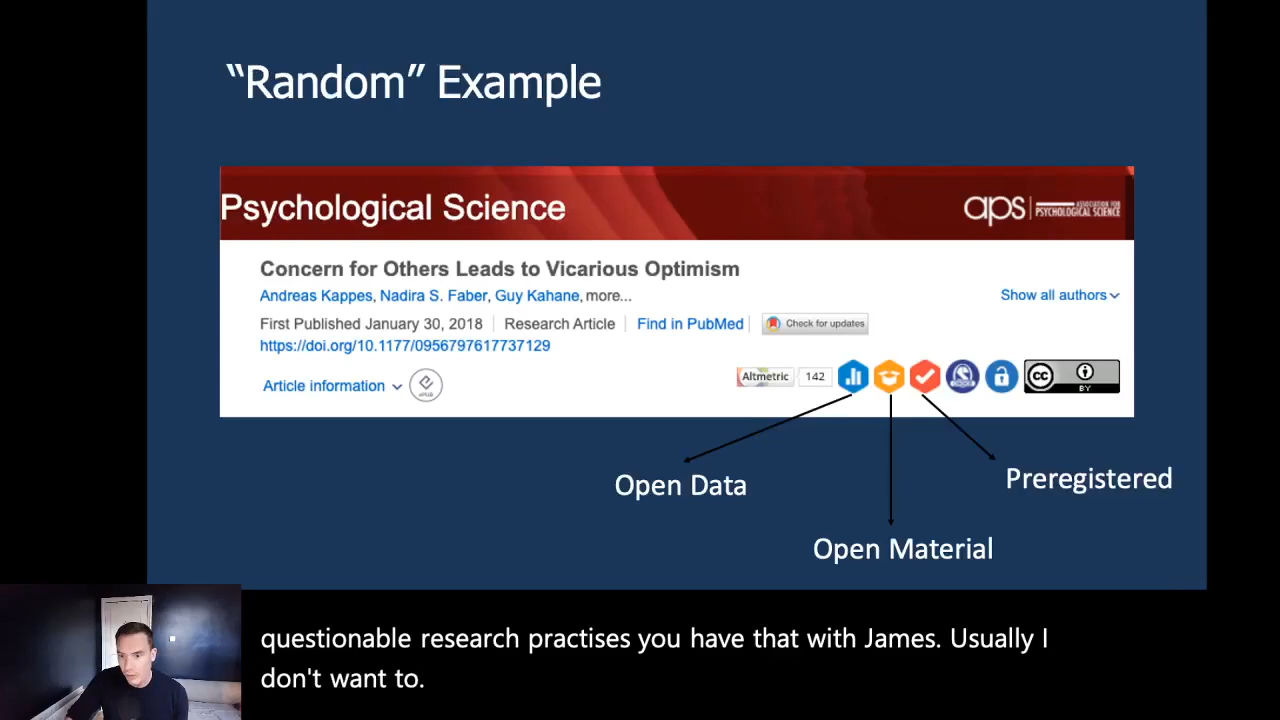 “Random” Example
Psychological Science
aps ASSOCIATION FOR
PSYCHOLOGICAL SCIENCE
Concern for Others Leads to Vicarious Optimism
Andreas Kappes, Nadira S. Faber, Guy Kahane, more...
Show all authors
First Published January 30, 2018 Research Article Find in PubMed Check for updates
https://doi.org/10.1177/0956797617737129
Article information
Altmetric 142 cc BY
Open Data
Preregistered
Open Material
questionable research practises you have that with James. Usually I
don't want to.